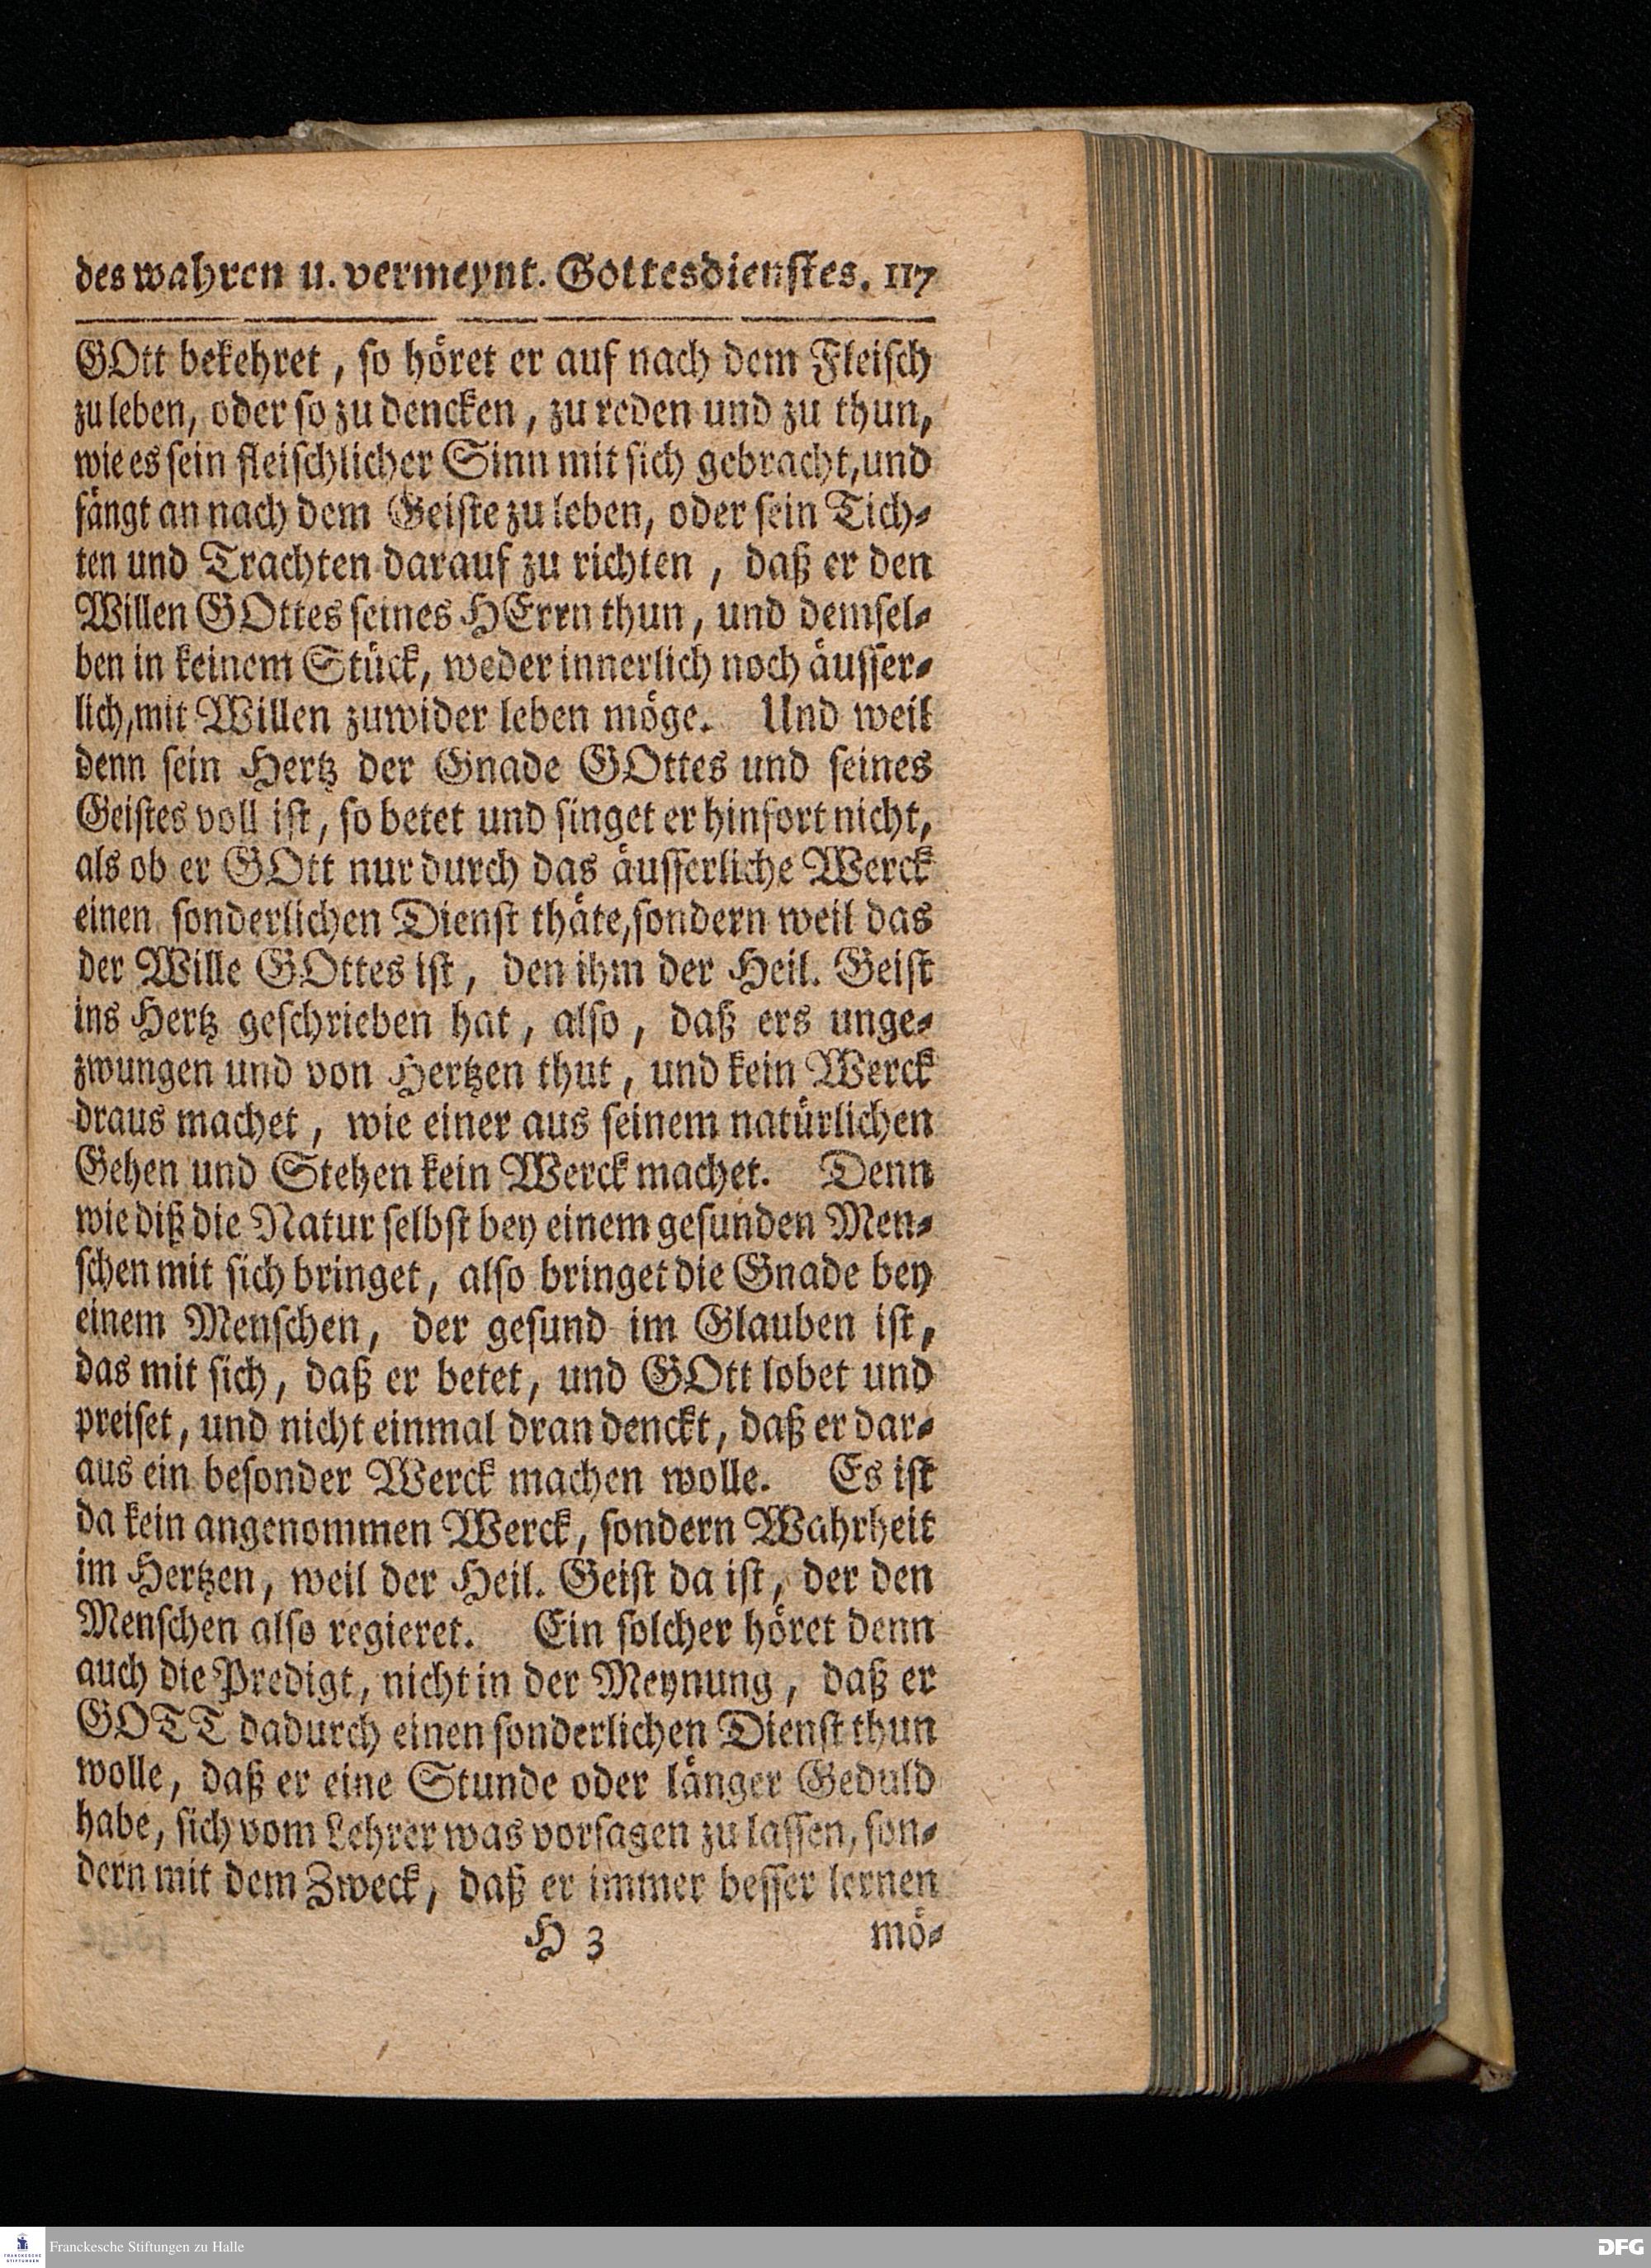 des wahren u. vermeynt. Gottesdienstes. 117
GOtt bekehret, so höret er auf nach dem Fleisch
zu leben, oder so zu dencken, zu reden und zu thun,
wie es sein fleischlicher Sinn mit sich gebracht, und
fängt an nach dem Geiste zu leben, oder sein Tich-
ten und Trachten darauf zu richten, daß er den
Willen GOttes seines HErrn thun, und demsel-
ben in keinem Stück, weder innerlich noch äusser-
lich, mit Willen zuwider leben möge. Und weil
denn sein Hertz der Gnade GOttes und seines
Geistes voll ist, so betet und singet er hinfort nicht,
als ob er GOtt nur durch das äusserliche Werck
einen sonderlichen Dienst thäte, sondern weil das
der Wille GOttes ist, den ihm der Heil. Geist
ins Hertz geschrieben hat, also, daß ers unge-
zwungen und von Hertzen thut, und kein Werck
draus machet, wie einer aus seinem natürlichen
Gehen und Stehen kein Werck machet. Denn
wie diß die Natur selbst bey einem gesunden Men-
schen mit sich bringet, also bringet die Gnade bey
einem Menschen, der gesund im Glauben ist,
das mit sich, daß er betet, und GOtt lobet und
preiset, und nicht einmal dran denckt, daß er dar-
aus ein besonder Werck machen wolle. Es ist
da kein angenommen Werck, sondern Wahrheit
im Hertzen, weil der Heil. Geist da ist, der den
Menschen also regieret. Ein solcher höret denn
auch die Predigt, nicht in der Meynung, daß er
GOTT dadurch einen sonderlichen Dienst thun
wolle, daß er eine Stunde oder länger Geduld
habe, sich vom Lehrer was vorsagen zu lassen, son-
dern mit dem Zweck, daß er immer besser lernen
H 3 mö-
FRANCKESCHE STIFTUNGEN
Franckesche Stiftungen zu Halle
DFG